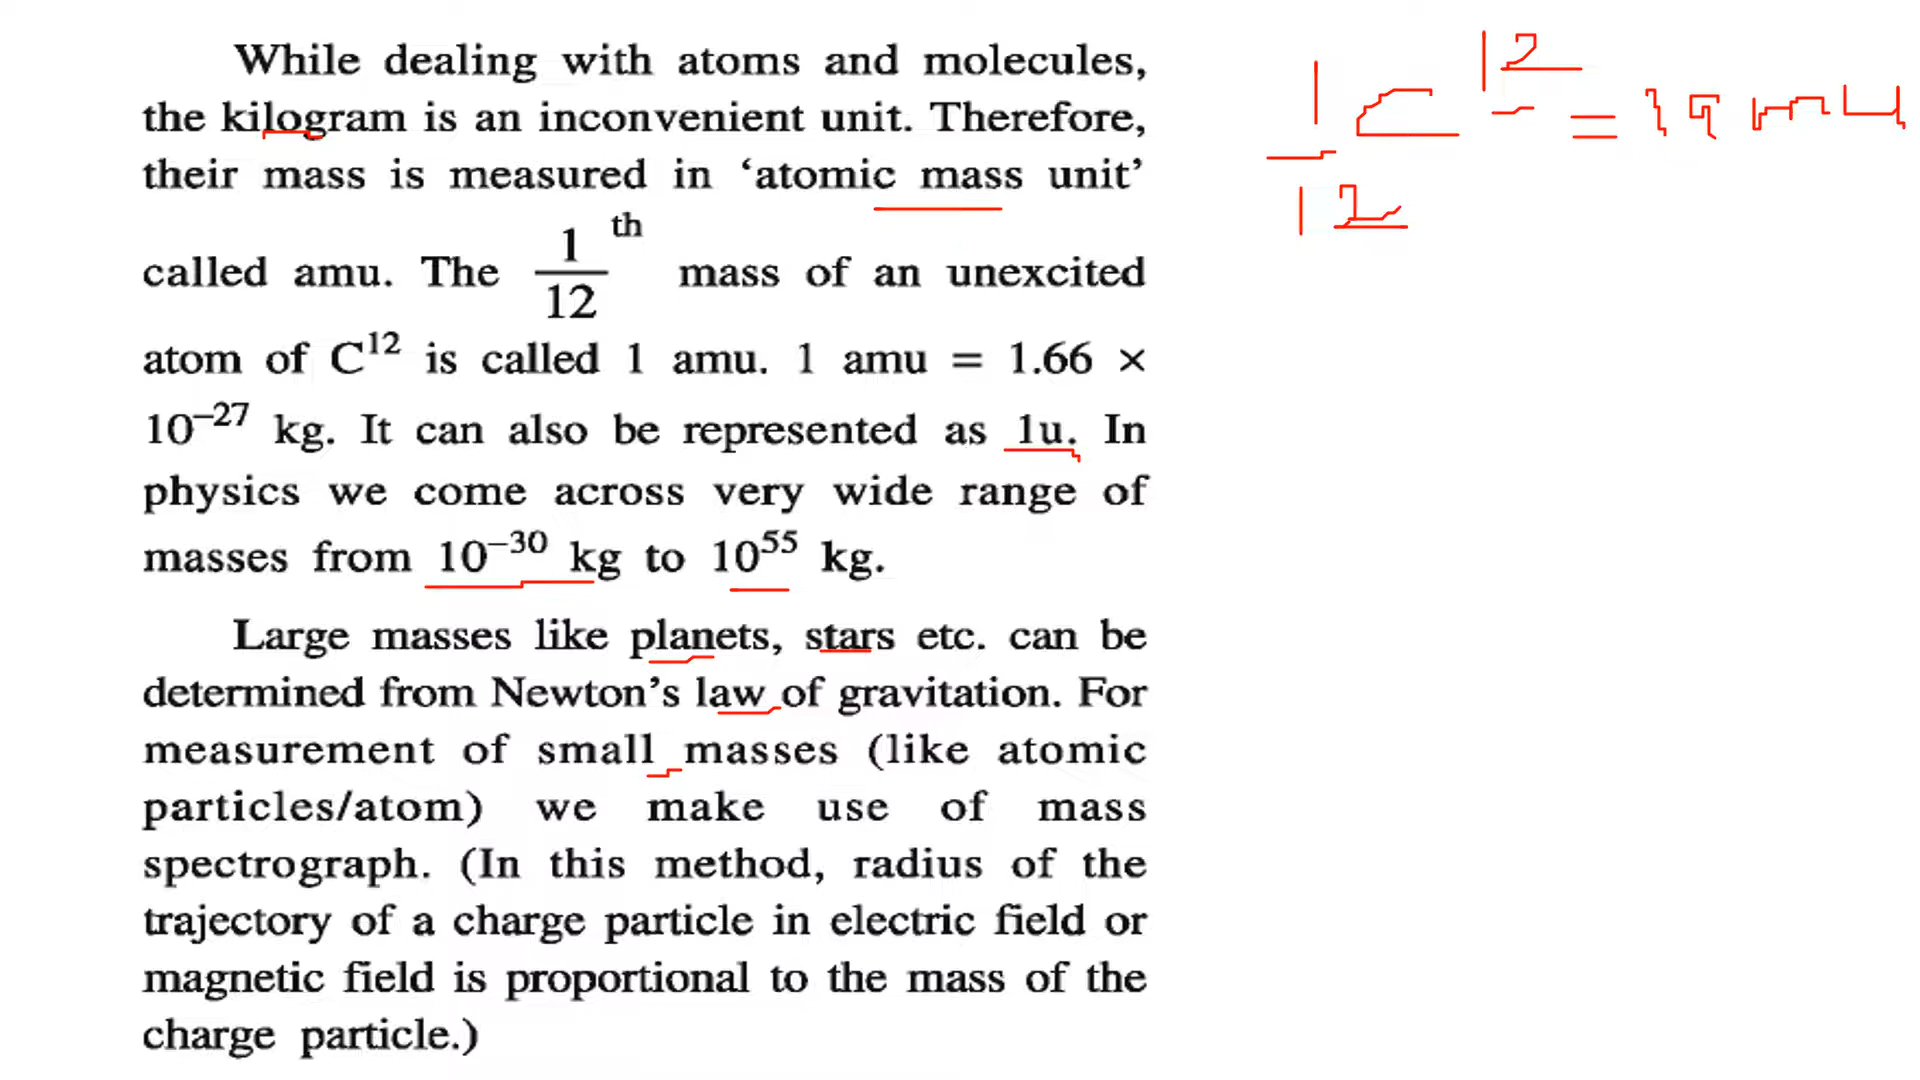 While dealing with atoms and molecules,
the kilogram is an inconvenient unit. Therefore,
their mass is measured in ‘atomic mass unit’
called amu. The 1/12 th mass of an unexcited
atom of C¹² is called 1 amu. 1 amu = 1.66 ×
10⁻²⁷ kg. It can also be represented as 1u. In
physics we come across very wide range of
masses from 10⁻³⁰ kg to 10⁵⁵ kg.
Large masses like planets, stars etc. can be
determined from Newton’s law of gravitation. For
measurement of small masses (like atomic
particles/atom) we make use of mass
spectrograph. (In this method, radius of the
trajectory of a charge particle in electric field or
magnetic field is proportional to the mass of the
charge particle.)
1/12 C¹² = 1amu